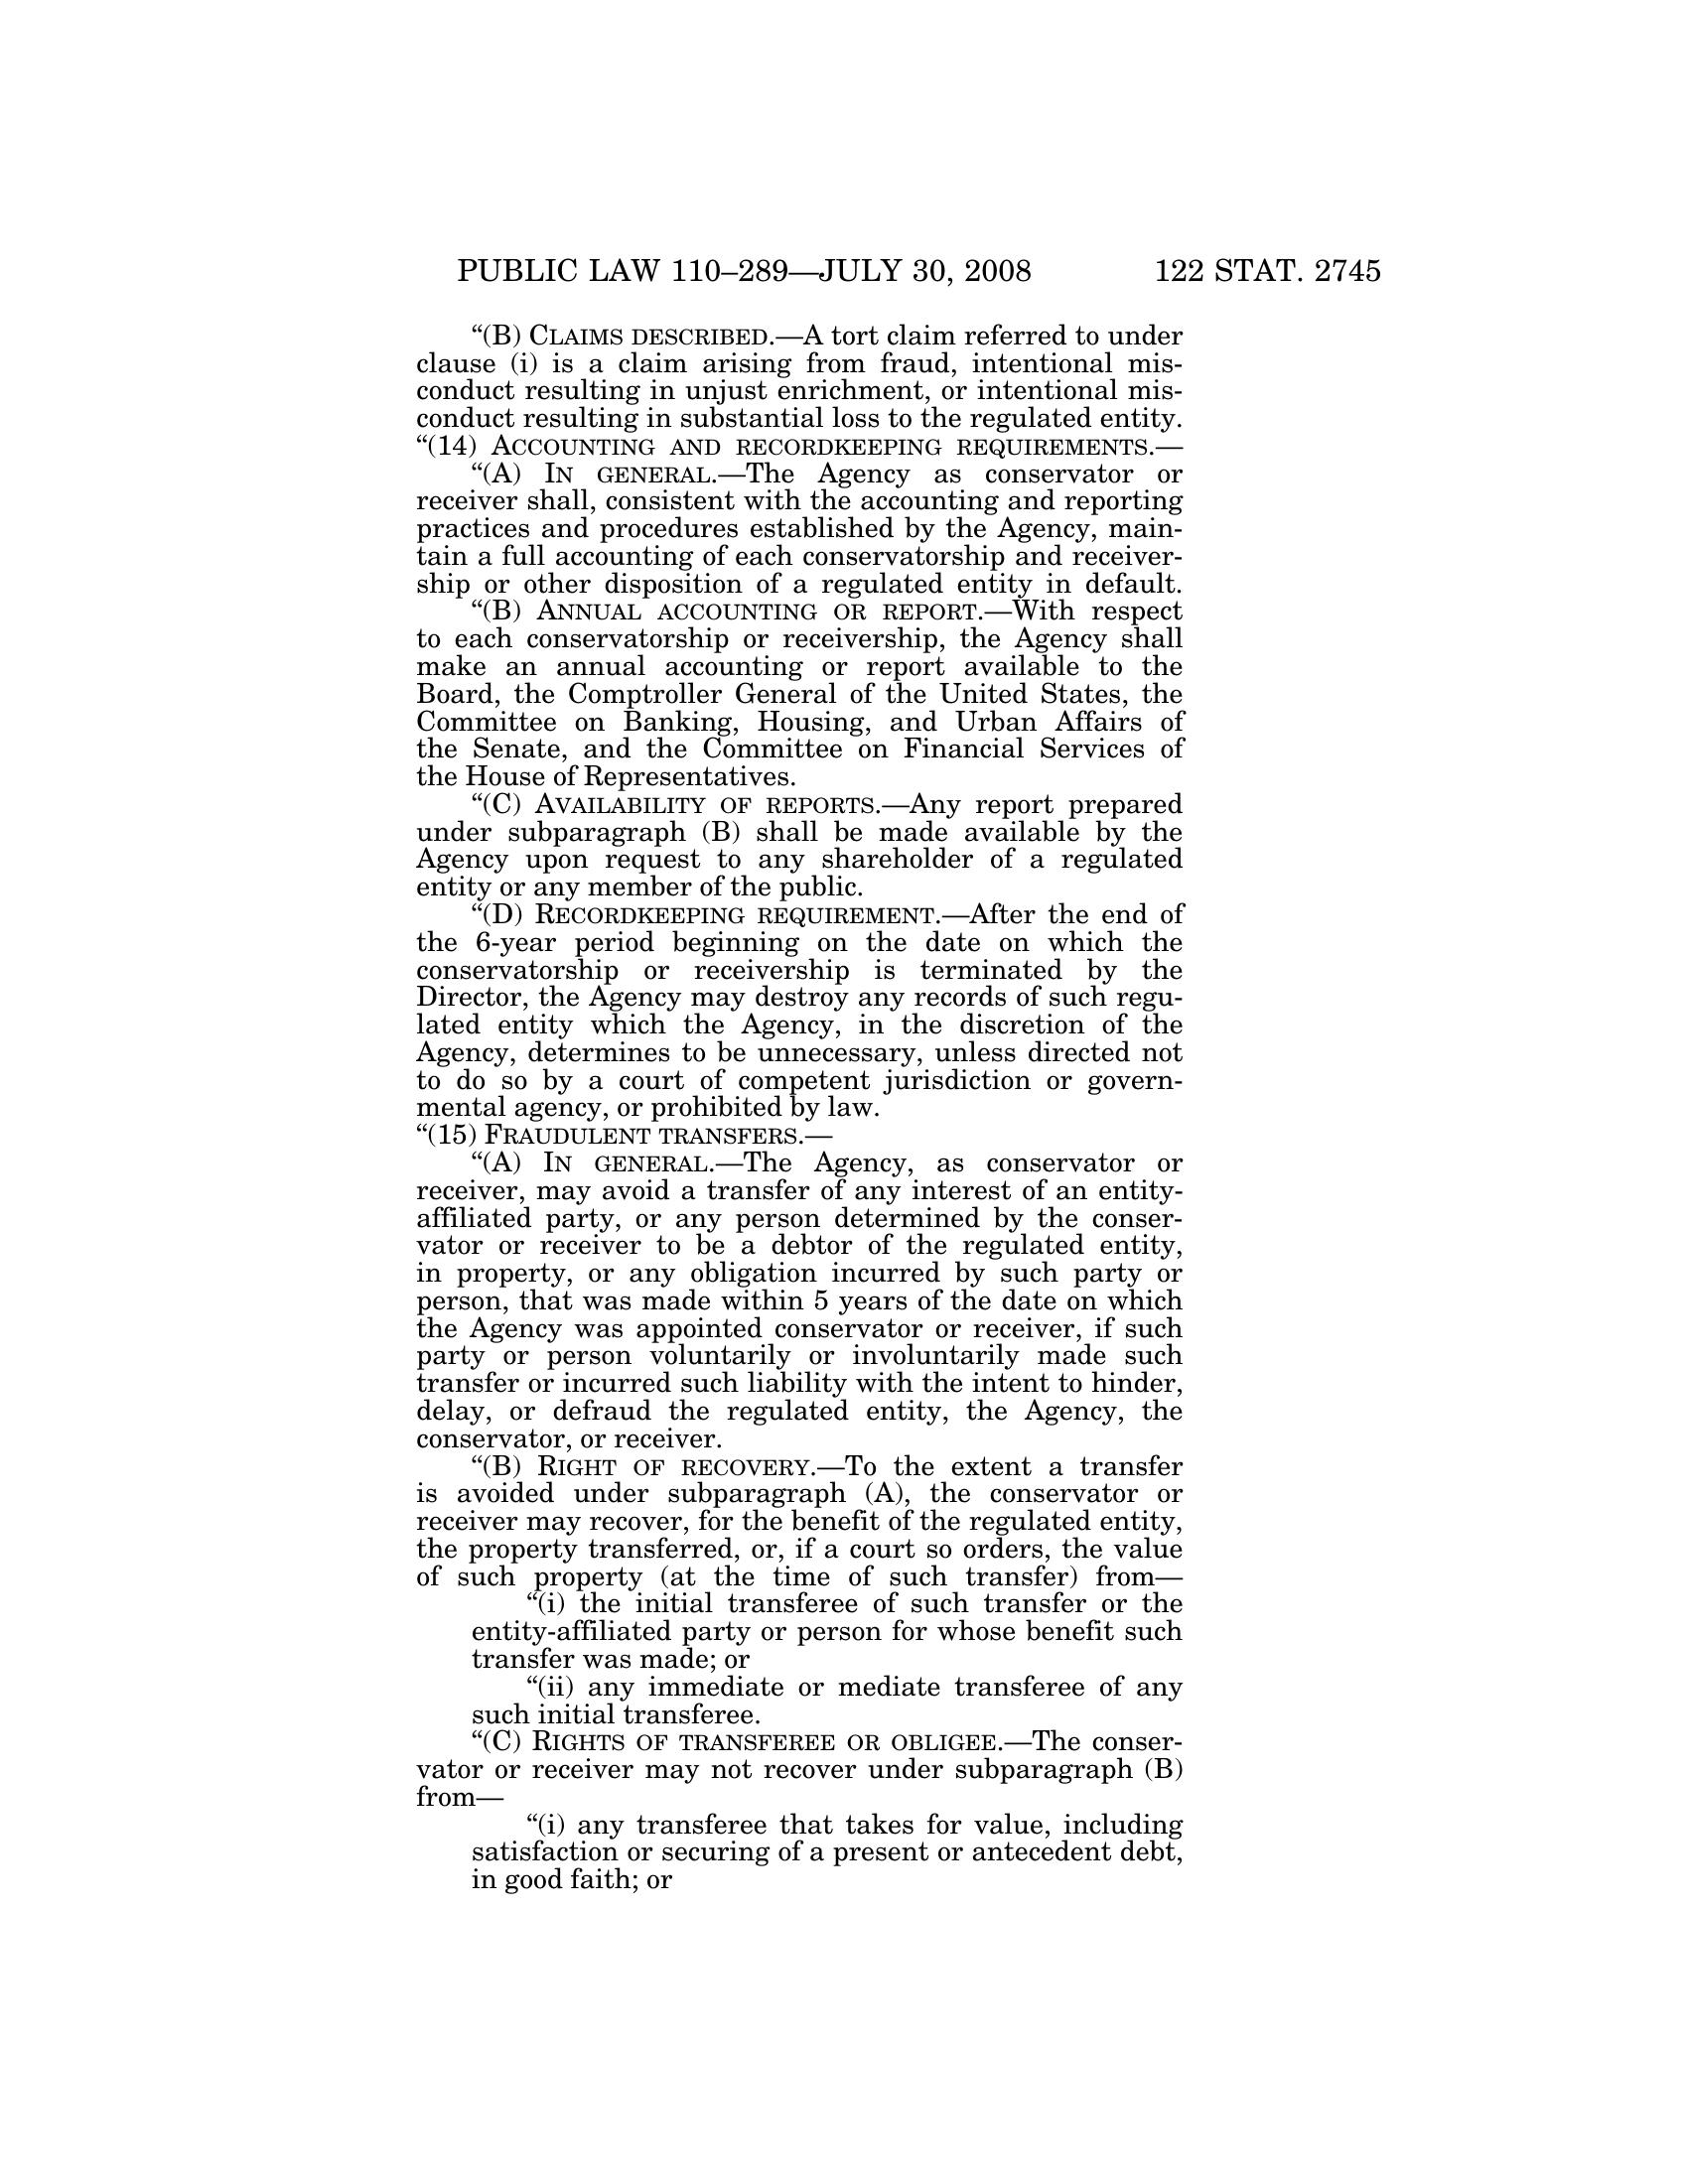 PUBLIC LAW 110–289—JULY 30, 2008 122 STAT. 2745
“(B) CLAIMS DESCRIBED.—A tort claim referred to under
clause (i) is a claim arising from fraud, intentional mis-
conduct resulting in unjust enrichment, or intentional mis-
conduct resulting in substantial loss to the regulated entity.
“(14) ACCOUNTING AND RECORDKEEPING REQUIREMENTS.—
“(A) IN GENERAL.—The Agency as conservator or
receiver shall, consistent with the accounting and reporting
practices and procedures established by the Agency, main-
tain a full accounting of each conservatorship and receiver-
ship or other disposition of a regulated entity in default.
“(B) ANNUAL ACCOUNTING OR REPORT.—With respect
to each conservatorship or receivership, the Agency shall
make an annual accounting or report available to the
Board, the Comptroller General of the United States, the
Committee on Banking, Housing, and Urban Affairs of
the Senate, and the Committee on Financial Services of
the House of Representatives.
“(C) AVAILABILITY OF REPORTS.—Any report prepared
under subparagraph (B) shall be made available by the
Agency upon request to any shareholder of a regulated
entity or any member of the public.
“(D) RECORDKEEPING REQUIREMENT.—After the end of
the 6-year period beginning on the date on which the
conservatorship or receivership is terminated by the
Director, the Agency may destroy any records of such regu-
lated entity which the Agency, in the discretion of the
Agency, determines to be unnecessary, unless directed not
to do so by a court of competent jurisdiction or govern-
mental agency, or prohibited by law.
“(15) FRAUDULENT TRANSFERS.—
“(A) IN GENERAL.—The Agency, as conservator or
receiver, may avoid a transfer of any interest of an entity-
affiliated party, or any person determined by the conser-
vator or receiver to be a debtor of the regulated entity,
in property, or any obligation incurred by such party or
person, that was made within 5 years of the date on which
the Agency was appointed conservator or receiver, if such
party or person voluntarily or involuntarily made such
transfer or incurred such liability with the intent to hinder,
delay, or defraud the regulated entity, the Agency, the
conservator, or receiver.
“(B) RIGHT OF RECOVERY.—To the extent a transfer
is avoided under subparagraph (A), the conservator or
receiver may recover, for the benefit of the regulated entity,
the property transferred, or, if a court so orders, the value
of such property (at the time of such transfer) from—
“(i) the initial transferee of such transfer or the
entity-affiliated party or person for whose benefit such
transfer was made; or
“(ii) any immediate or mediate transferee of any
such initial transferee.
“(C) RIGHTS OF TRANSFEREE OR OBLIGEE.—The conser-
vator or receiver may not recover under subparagraph (B)
from—
“(i) any transferee that takes for value, including
satisfaction or securing of a present or antecedent debt,
in good faith; or